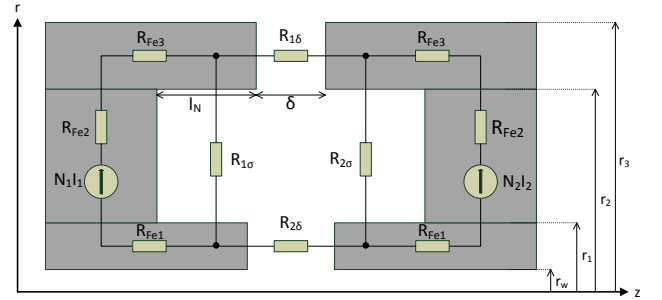 r
R_Fe3 R_1δ R_Fe3
l_N δ
R_Fe2 R_Fe2
r_3
R_1σ R_2σ
N_1I_1 N_2I_2
r_2
R_Fe1 R_2δ R_Fe1
r_1
r_w
z